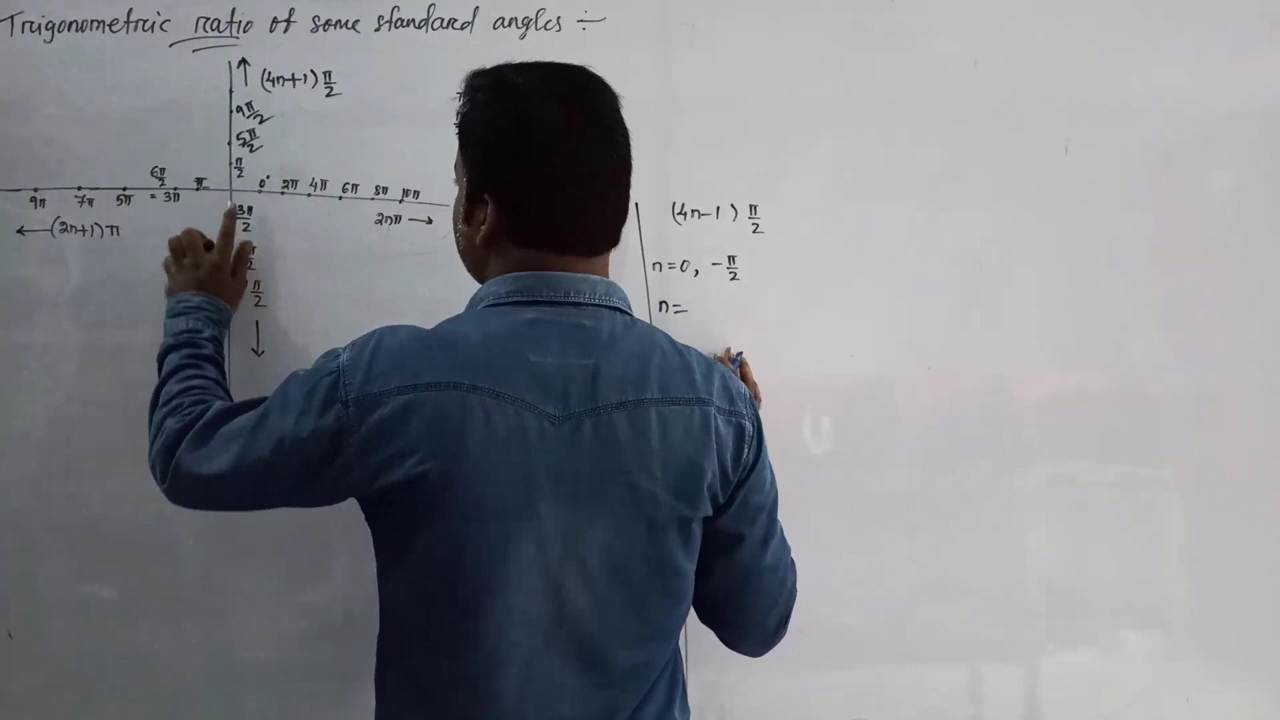 Trigonometric ratio of some standard angles ÷
(4n+1) π/2
9π/2
5π/2
π/2
9π 7π 5π 6π/2 = 3π π 0° 2π 4π 6π 8π 10π
← (2n+1) π
2nπ →
3π/2
π/2
(4n-1) π/2
n=0, -π/2
n=